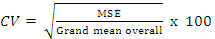 CV = √(MSE / Grand mean overall) x 100